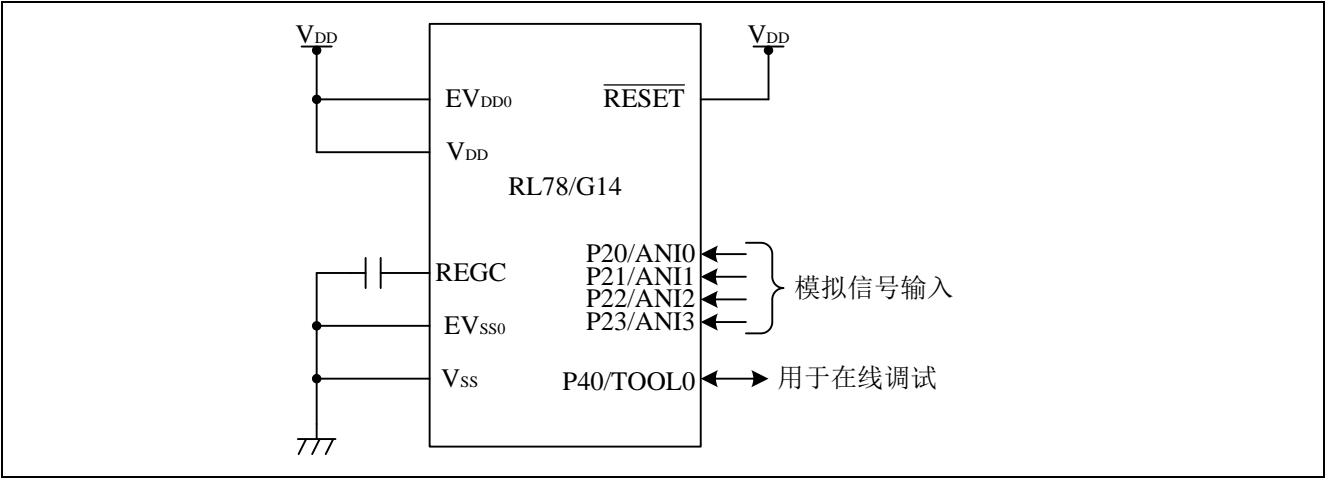 VDD
VDD
EVDD0
RESET
VDD
RL78/G14
P20/ANI0
P21/ANI1
P22/ANI2
P23/ANI3
模拟信号输入
REGC
EVSS0
VSS
P40/TOOL0
用于在线调试